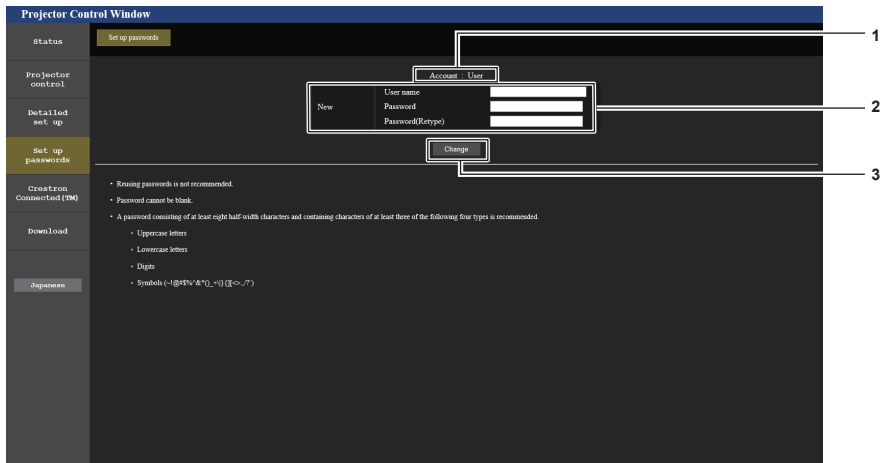 Projector Control Window
Status
Set up passwords
1
Account : User
Projector
control
User name
New
Password
2
Password(Retype)
Detailed
set up
Change
3
Set up
passwords
• Reusing passwords is not recommended.
• Password cannot be blank.
• A password consisting of at least eight half-width characters and containing characters of at least three of the following four types is recommended.
• Uppercase letters
• Lowercase letters
• Digits
• Symbols (~!@#$%^&*()_+\{}{][<>.,/?`)
Crestron
Connected(TM)
Download
Japanese